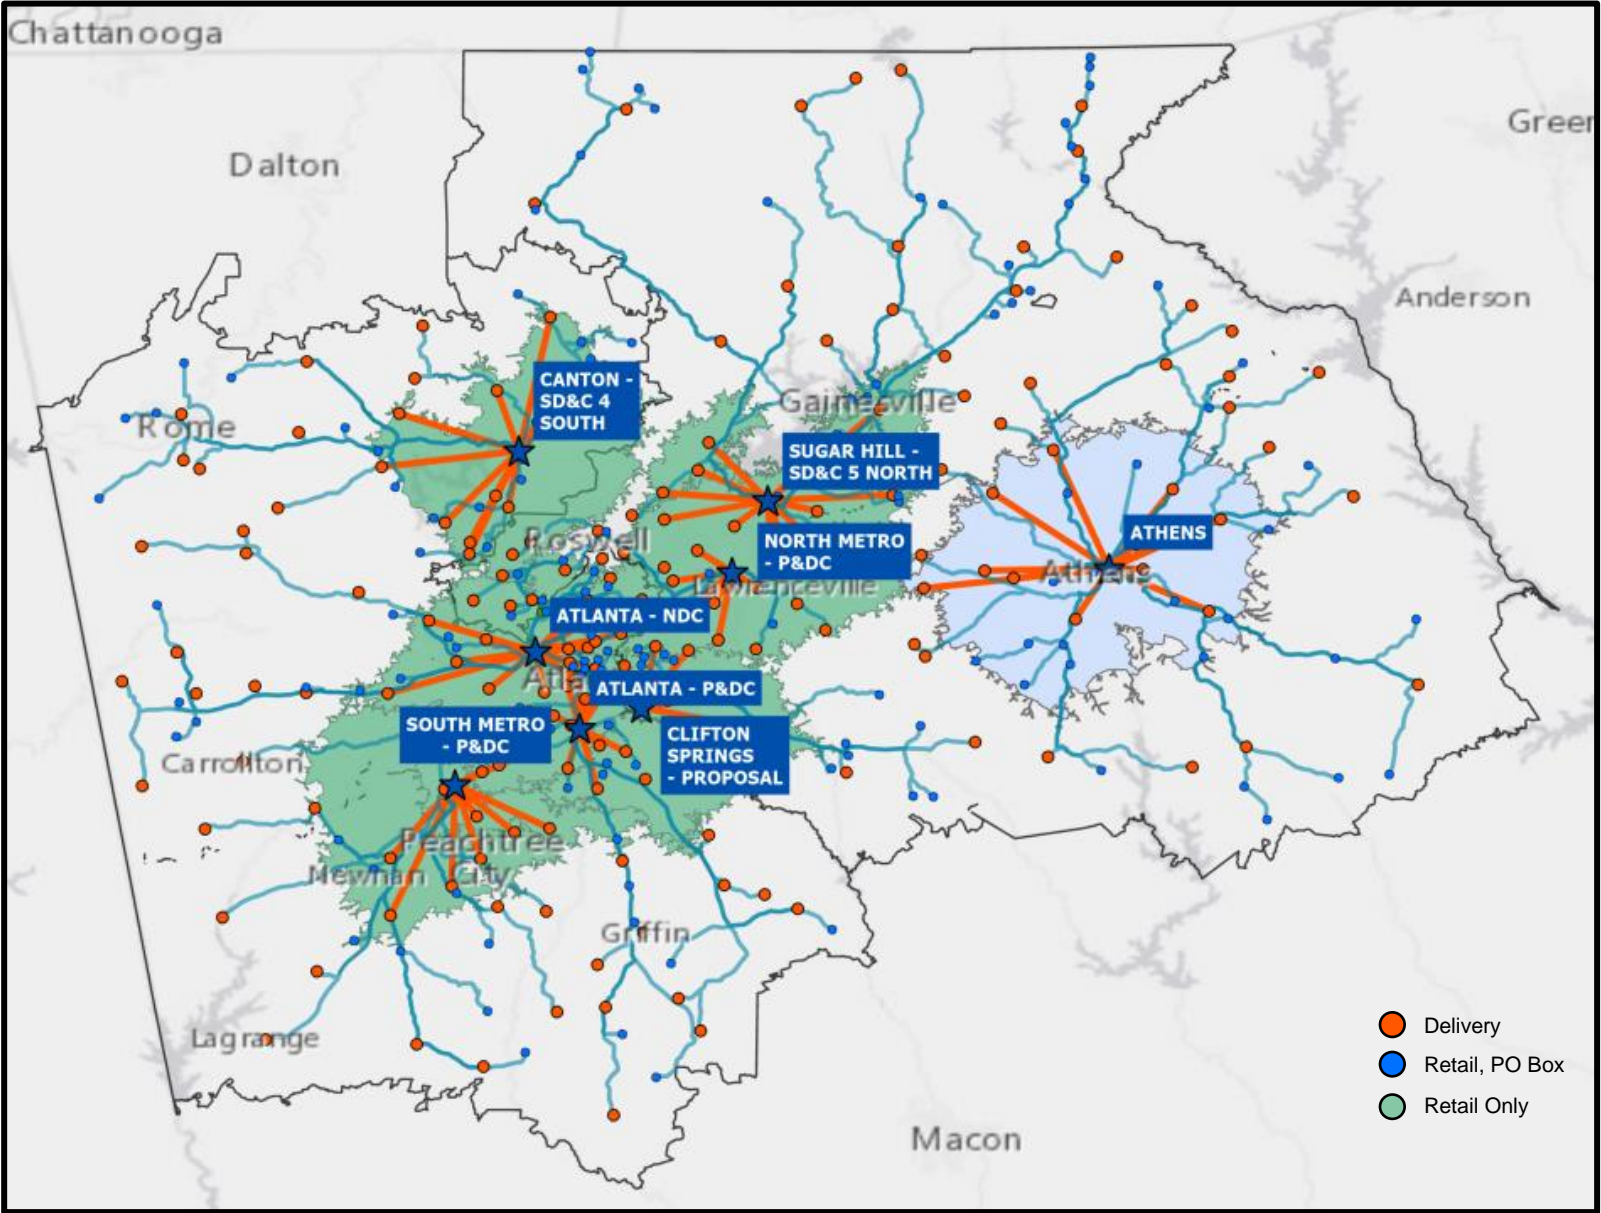 Chattanooga
Dalton
Anderson
CANTON -
SD&C 4
SOUTH
Rome
Gainesville
SUGAR HILL -
SD&C 5 NORTH
ATHENS
Athens
Roswell
NORTH METRO
- P&DC
Lawrenceville
ATLANTA - NDC
ATLANTA - P&DC
SOUTH METRO
- P&DC
CLIFTON
SPRINGS
- PROPOSAL
Carrollton
Peachtree
City
Newnan
Griffin
Lagrange
Macon
Delivery
Retail, PO Box
Retail Only